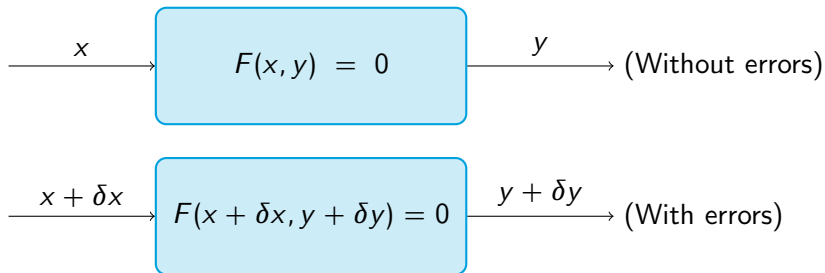 x F(x, y) = 0 y (Without errors)
x + δx F(x + δx, y + δy) = 0 y + δy (With errors)